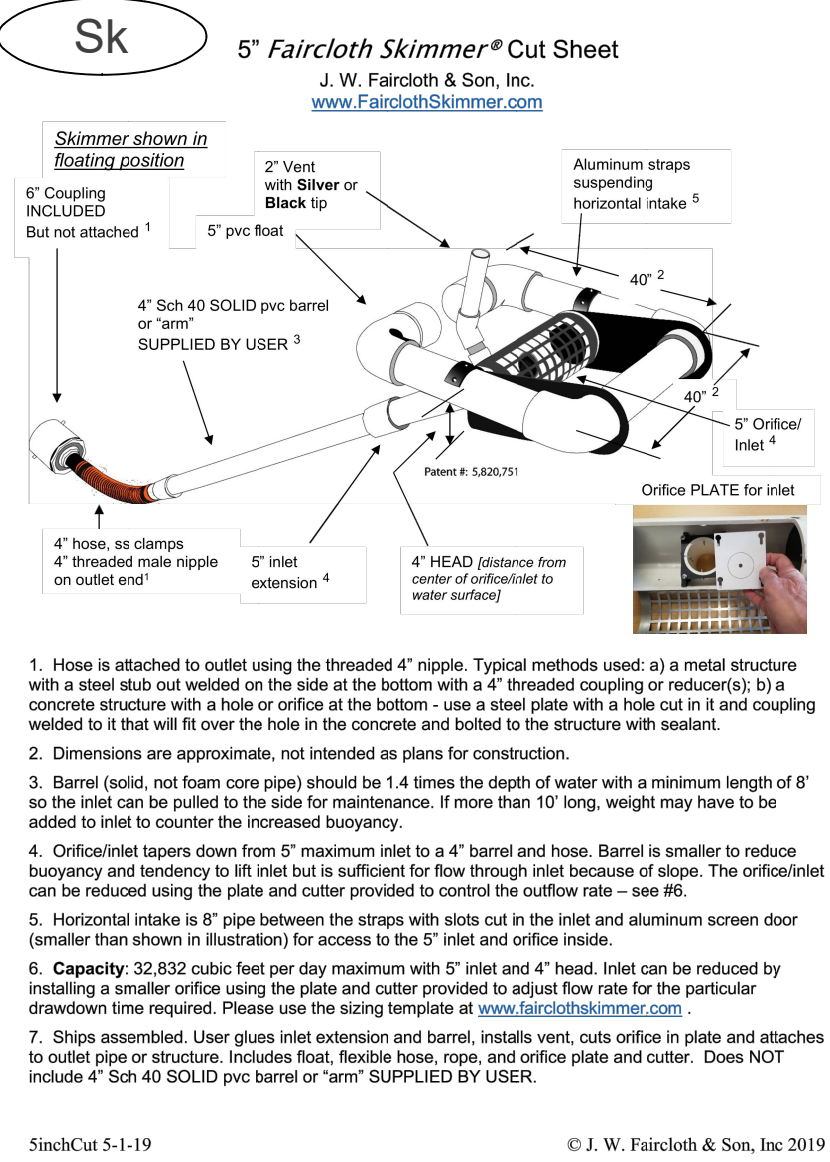 Sk
5” Faircloth Skimmer® Cut Sheet
J. W. Faircloth & Son, Inc.
www.FairclothSkimmer.com
Skimmer shown in
floating position
6” Coupling
INCLUDED
But not attached 1
2” Vent
with Silver or
Black tip
5” pvc float
Aluminum straps
suspending
horizontal intake 5
40” 2
4” Sch 40 SOLID pvc barrel
or “arm”
SUPPLIED BY USER 3
40” 2
5” Orifice/
Inlet 4
Patent #: 5,820,751
Orifice PLATE for inlet
4” hose, ss clamps
4” threaded male nipple
on outlet end1
5” inlet
extension 4
4” HEAD [distance from
center of orifice/inlet to
water surface]
1. Hose is attached to outlet using the threaded 4” nipple. Typical methods used: a) a metal structure
with a steel stub out welded on the side at the bottom with a 4” threaded coupling or reducer(s); b) a
concrete structure with a hole or orifice at the bottom - use a steel plate with a hole cut in it and coupling
welded to it that will fit over the hole in the concrete and bolted to the structure with sealant.
2. Dimensions are approximate, not intended as plans for construction.
3. Barrel (solid, not foam core pipe) should be 1.4 times the depth of water with a minimum length of 8’
so the inlet can be pulled to the side for maintenance. If more than 10’ long, weight may have to be
added to inlet to counter the increased buoyancy.
4. Orifice/inlet tapers down from 5” maximum inlet to a 4” barrel and hose. Barrel is smaller to reduce
buoyancy and tendency to lift inlet but is sufficient for flow through inlet because of slope. The orifice/inlet
can be reduced using the plate and cutter provided to control the outflow rate – see #6.
5. Horizontal intake is 8” pipe between the straps with slots cut in the inlet and aluminum screen door
(smaller than shown in illustration) for access to the 5” inlet and orifice inside.
6. Capacity: 32,832 cubic feet per day maximum with 5” inlet and 4” head. Inlet can be reduced by
installing a smaller orifice using the plate and cutter provided to adjust flow rate for the particular
drawdown time required. Please use the sizing template at www.fairclothskimmer.com .
7. Ships assembled. User glues inlet extension and barrel, installs vent, cuts orifice in plate and attaches
to outlet pipe or structure. Includes float, flexible hose, rope, and orifice plate and cutter. Does NOT
include 4” Sch 40 SOLID pvc barrel or “arm” SUPPLIED BY USER.
5inchCut 5-1-19
© J. W. Faircloth & Son, Inc 2019